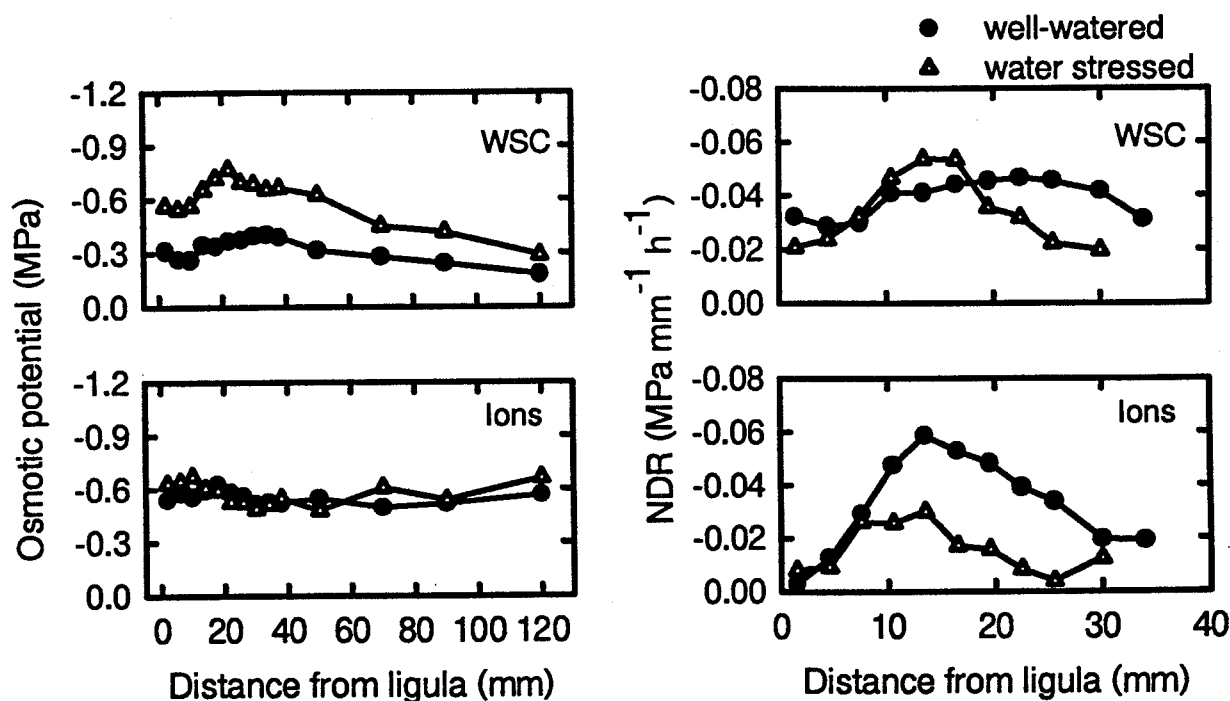 well-watered
water stressed
Osmotic potential (MPa)
-1.2
-0.9
-0.6
-0.3
0.0
WSC
-1.2
-0.9
-0.6
-0.3
0.0
Ions
0 20 40 60 80 100 120
Distance from ligula (mm)
NDR (MPa mm⁻¹ h⁻¹)
-0.08
-0.06
-0.04
-0.02
0.00
WSC
-0.08
-0.06
-0.04
-0.02
0.00
Ions
0 10 20 30 40
Distance from ligula (mm)